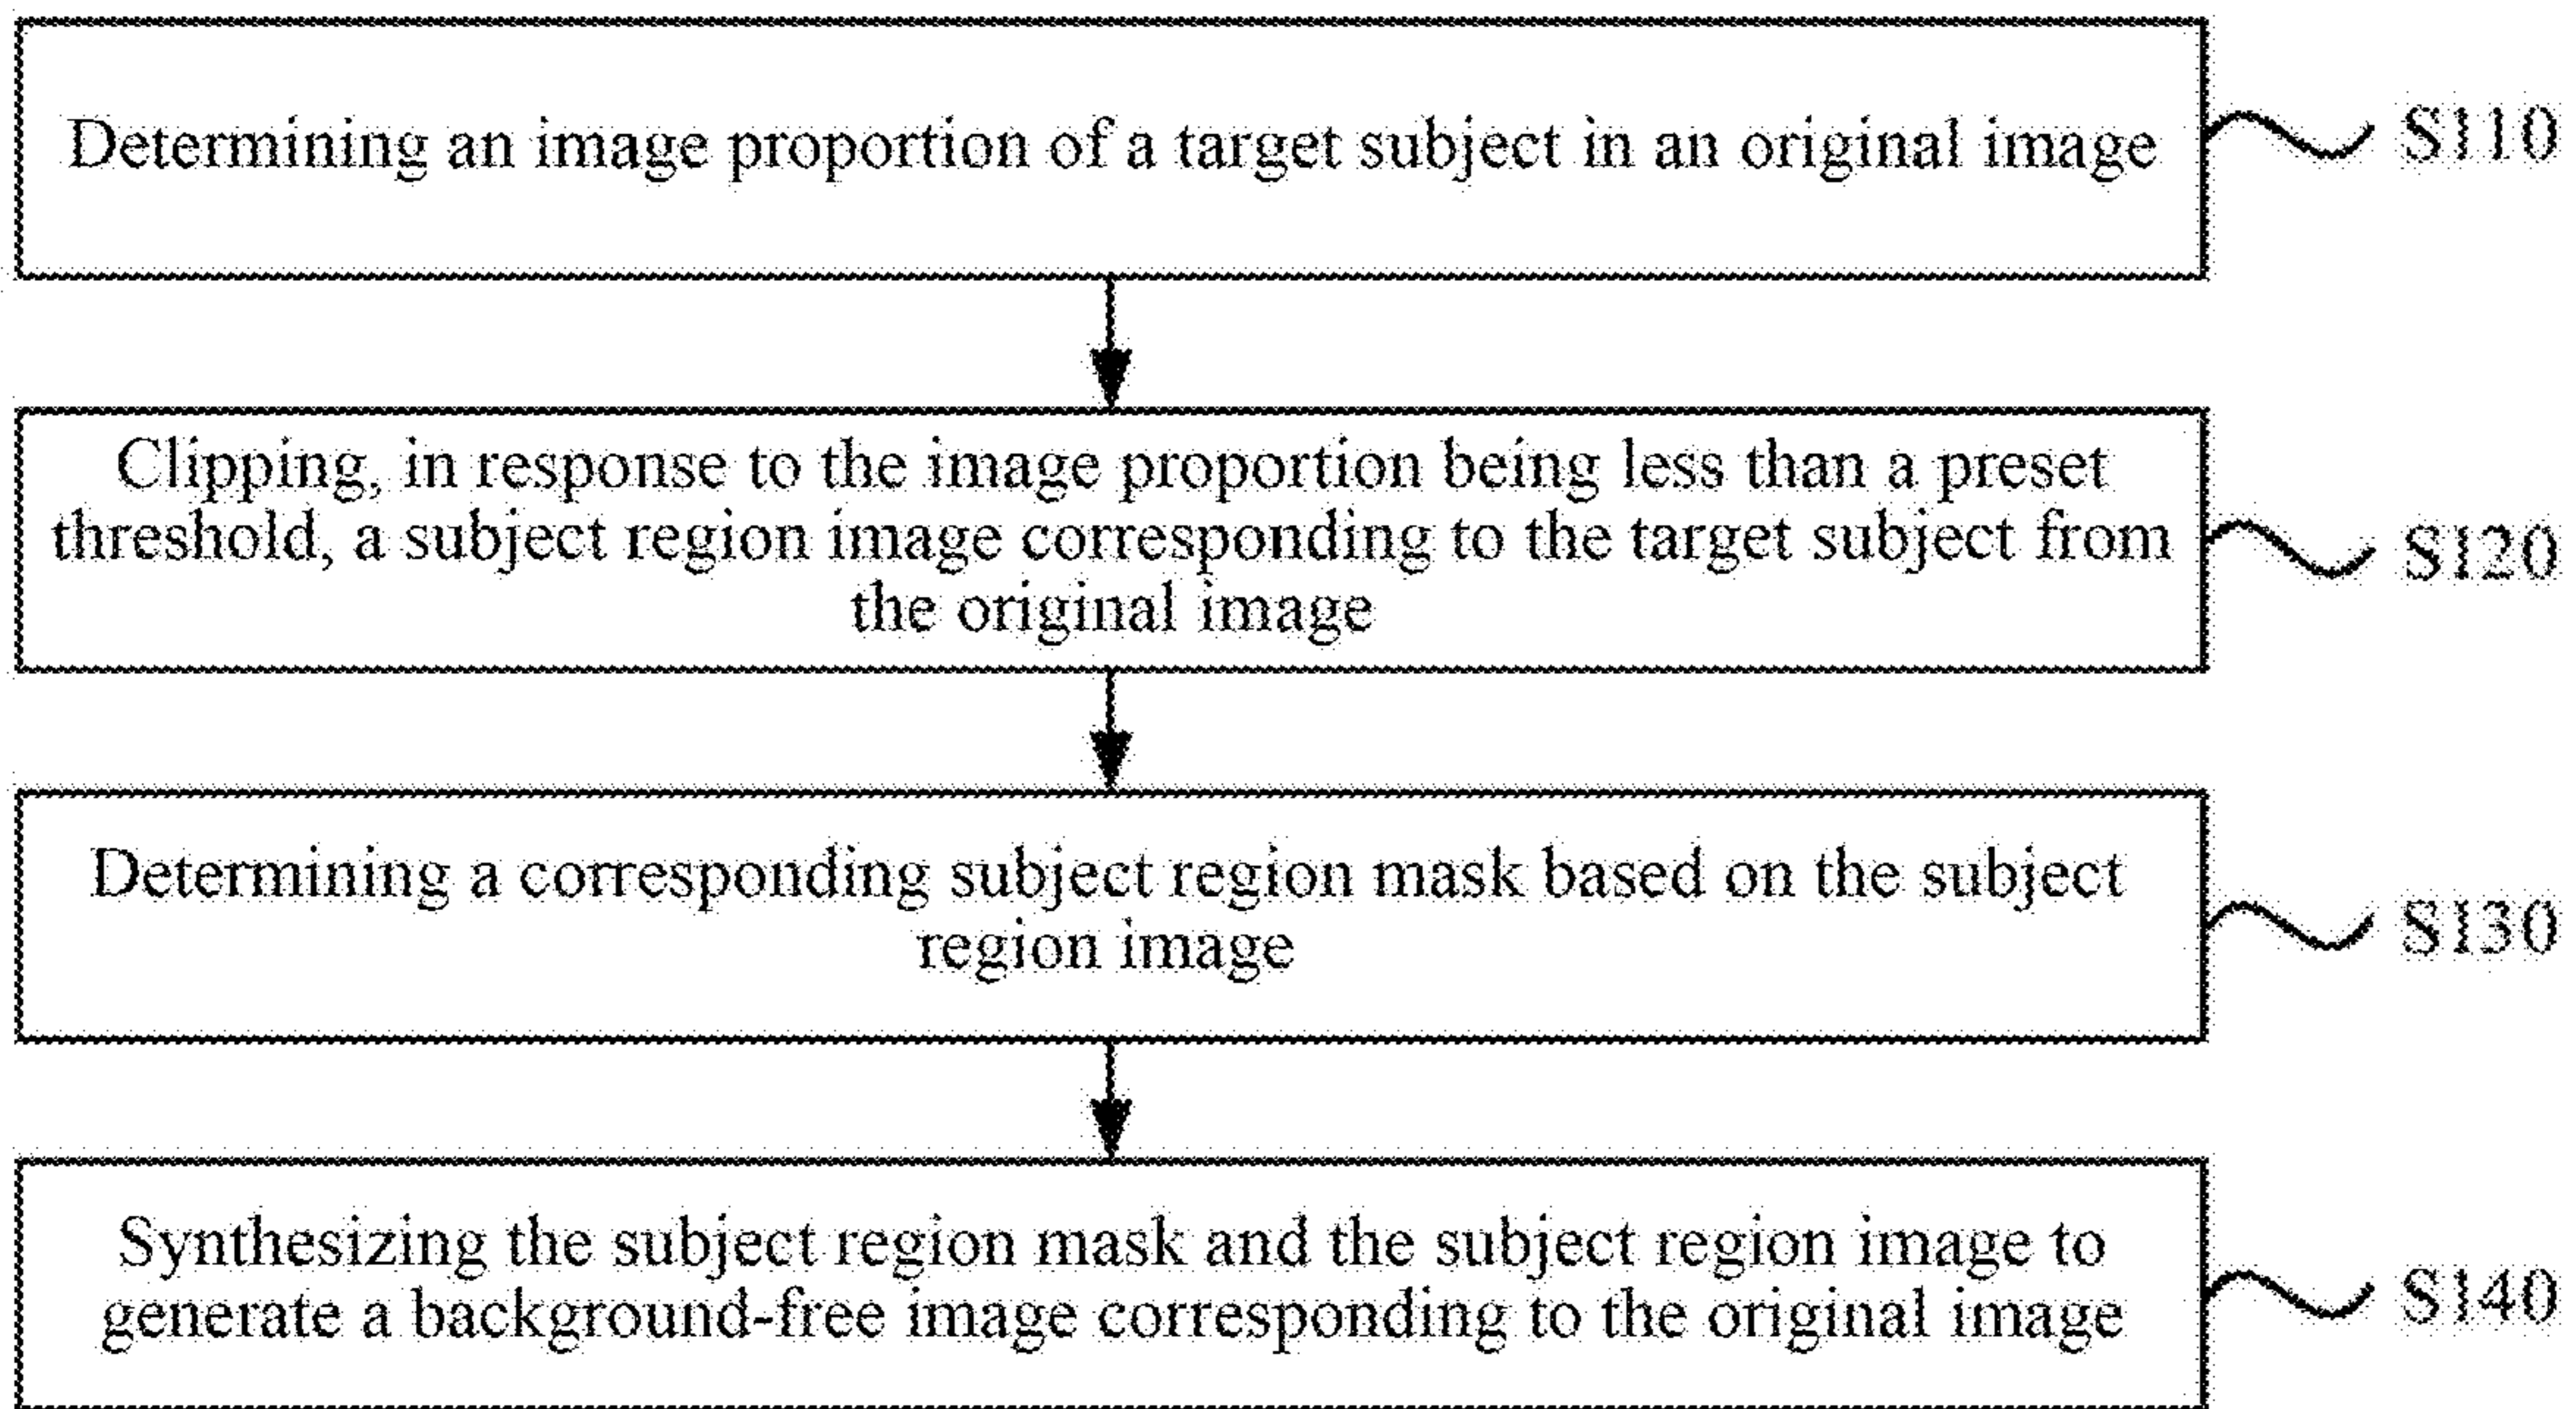 Determining an image proportion of a target subject in an original image
S110
Clipping, in response to the image proportion being less than a preset
threshold, a subject region image corresponding to the target subject from
the original image
S120
Determining a corresponding subject region mask based on the subject
region image
S130
Synthesizing the subject region mask and the subject region image to
generate a background-free image corresponding to the original image
S140